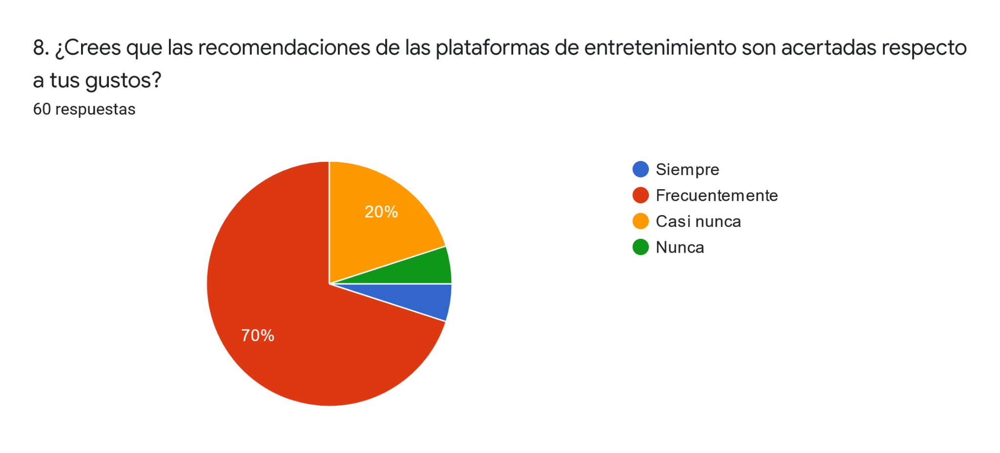 8. ¿Crees que las recomendaciones de las plataformas de entretenimiento son acertadas respecto
a tus gustos?
60 respuestas
Siempre
Frecuentemente
Casi nunca
Nunca
20%
70%